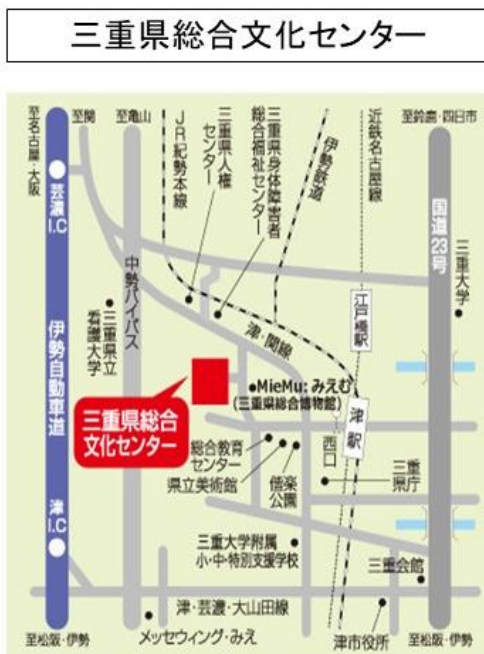 三重県総合文化センター
至名古屋・大阪
至関
至亀山
JR紀勢本線
三重県人権
センター
三重県身体障害者
総合福祉センター
伊勢鉄道
近鉄名古屋線
至鈴鹿・四日市
芸濃
I.C
国道23号
三重大学
中勢バイパス
三重県立
看護大学
江戸橋駅
伊勢自動車道
津・関線
MieMu:みえむ
(三重県総合博物館)
三重県総合
文化センター
津駅
西口
総合教育
センター
県立美術館
偕楽
公園
三重
県庁
津
I.C
三重大学附属
小・中・特別支援学校
三重会館
津・芸濃・大山田線
至松阪・伊勢
メッセウィング・みえ
津市役所
至松阪・伊勢